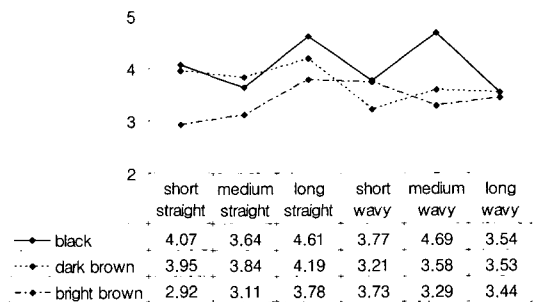 5
4
3
2
short medium long short medium long
straight straight straight wavy wavy wavy
black 4.07 3.64 4.61 3.77 4.69 3.54
dark brown 3.95 3.84 4.19 3.21 3.58 3.53
bright brown 2.92 3.11 3.78 3.73 3.29 3.44